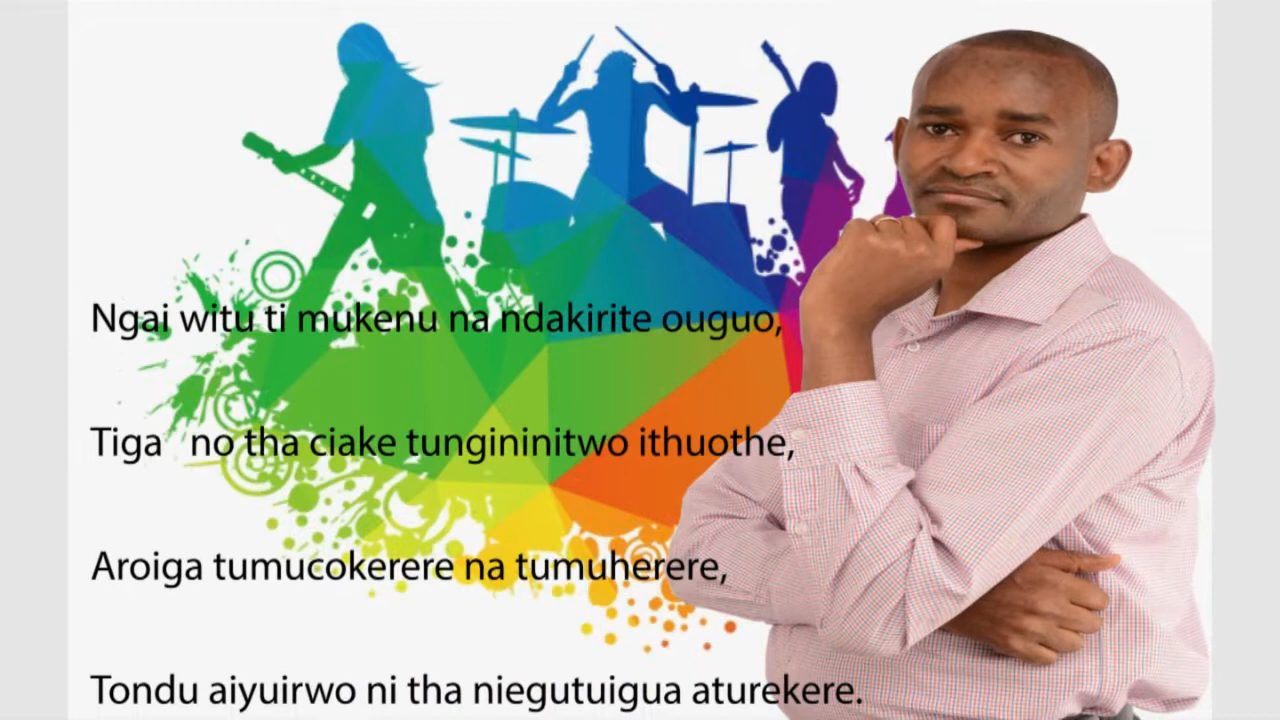 Ngai witu ti mukenu na ndakirite ouguo,
Tiga no tha ciake tungininitwo ithuothe,
Aroiga tumucokerere na tumuherere,
Tondu aiyuirwo ni tha niegutuigua aturekere.